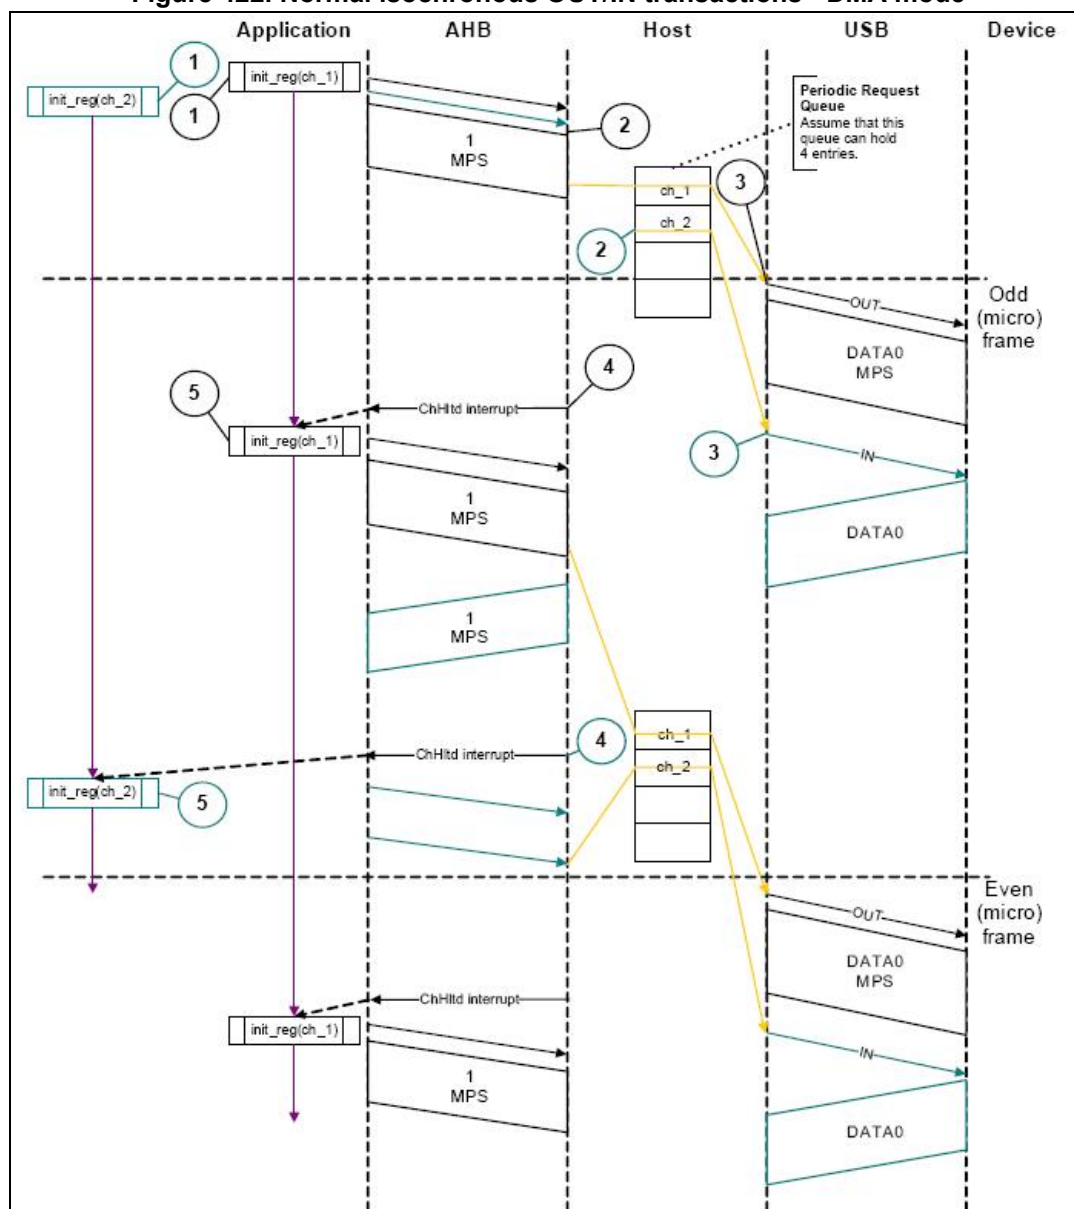 Figure 422. Normal isochronous OUT/IN transactions - DMA mode
Application AHB Host USB Device
1
init_reg(ch_2)
1
init_reg(ch_1)
1
MPS
2
Periodic Request
Queue
Assume that this
queue can hold
4 entries.
3
ch_1
ch_2
2
Odd
(micro)
frame
OUT
DATA0
MPS
4
5
ChHltd interrupt
init_reg(ch_1)
3
IN
1
MPS
DATA0
1
MPS
4
ChHltd interrupt
ch_1
ch_2
init_reg(ch_2)
5
Even
(micro)
frame
OUT
DATA0
MPS
ChHltd interrupt
init_reg(ch_1)
IN
1
MPS
DATA0